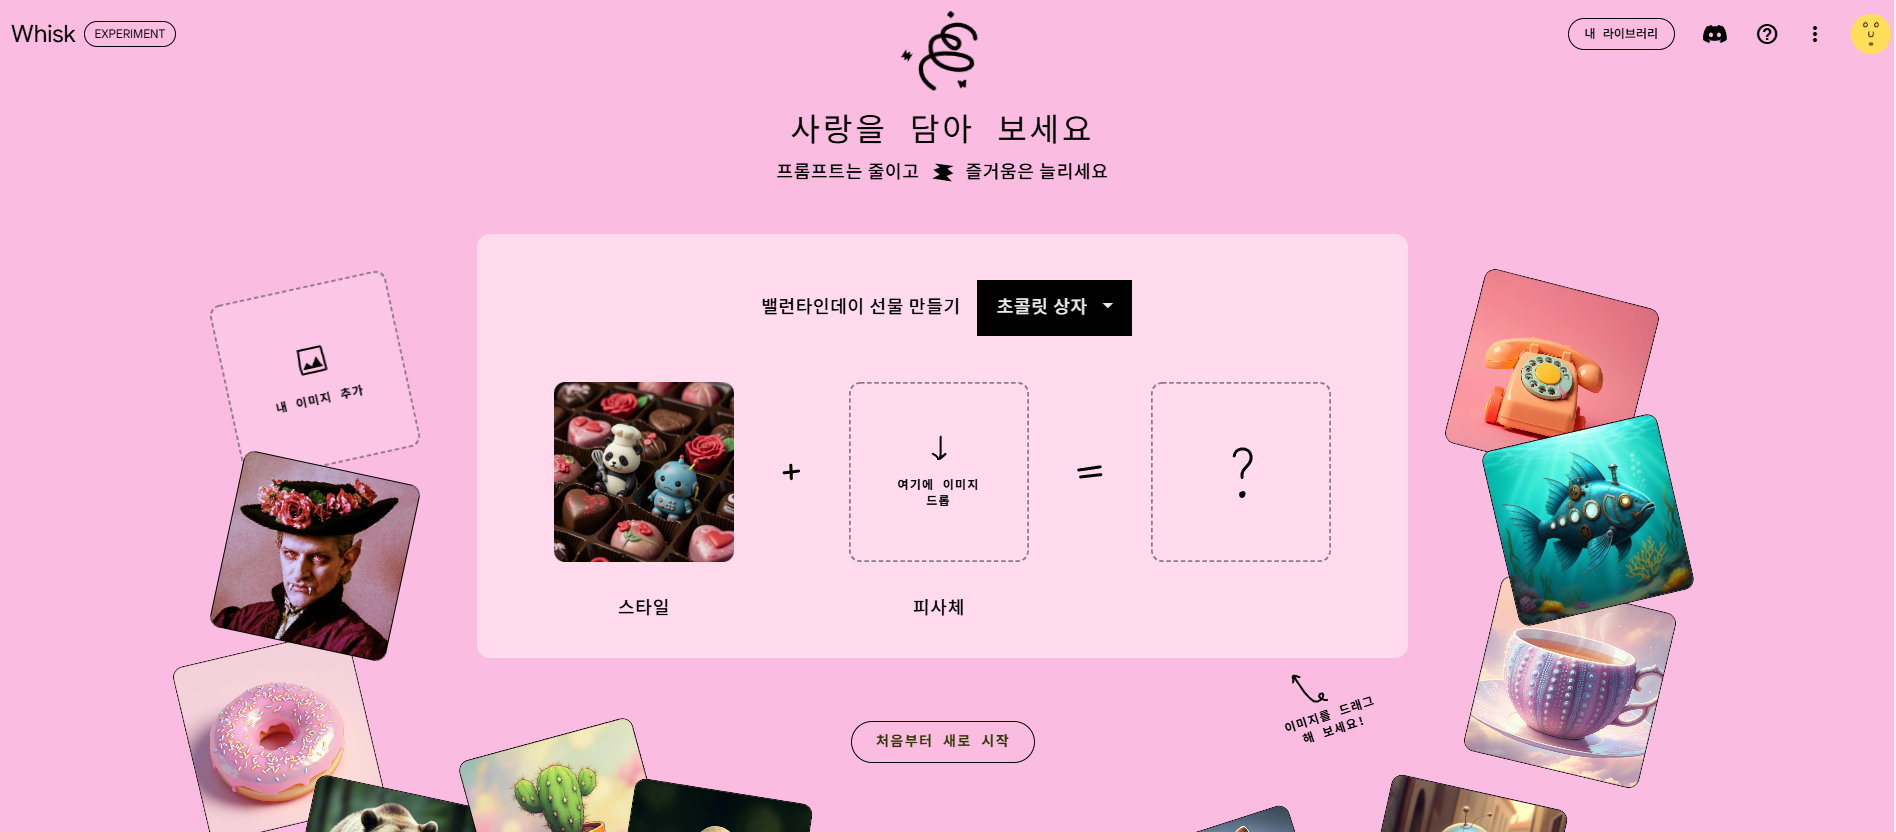 Whisk
EXPERIMENT
내 라이브러리
사랑을 담아 보세요
프롬프트는 줄이고 즐거움은 늘리세요
밸런타인데이 선물 만들기 초콜릿 상자
내 이미지 추가
+
여기에 이미지
드롭
=
?
스타일
피사체
이미지를 드래그
해 보세요!
처음부터 새로 시작